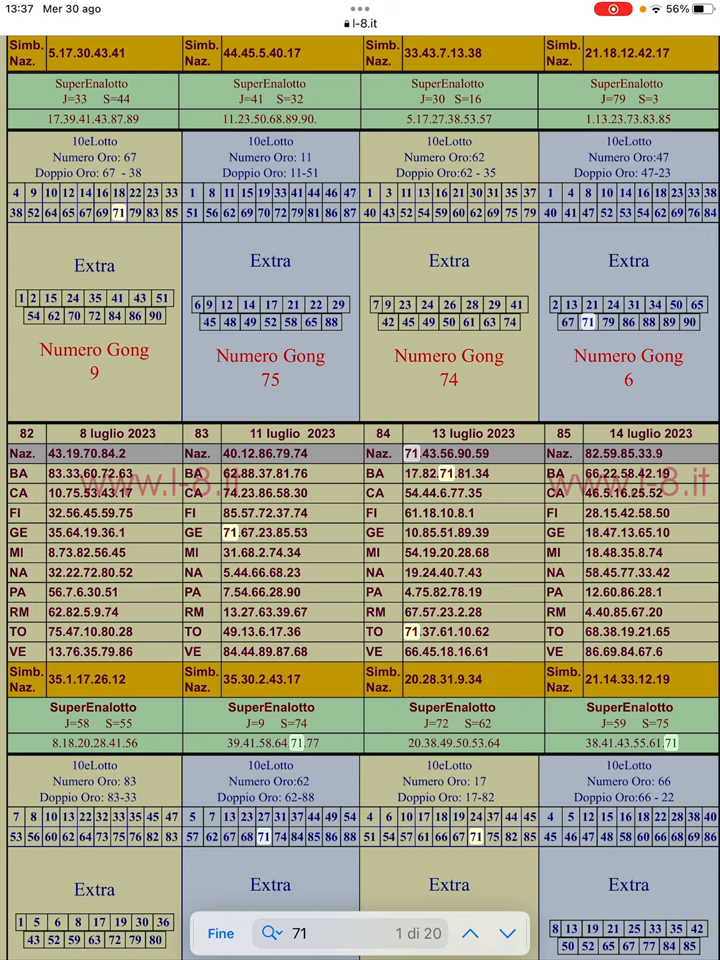 13:37 Mer 30 ago
56%
l-8.it
Simb. Naz. 5.17.30.43.41
SuperEnalotto
J=33 S=44
17.39.41.43.87.89
10eLotto
Numero Oro: 67
Doppio Oro: 67 - 38
4 9 10 12 14 16 18 22 23 33
38 52 64 65 67 69 71 79 83 85
Extra
1 2 15 24 35 41 43 51
54 62 70 72 84 86 90
Numero Gong
9
Simb. Naz. 44.45.5.40.17
SuperEnalotto
J=41 S=32
11.23.50.68.89.90.
10eLotto
Numero Oro: 11
Doppio Oro: 11-51
1 8 11 15 19 33 41 44 46 47
51 56 62 69 70 72 79 81 86 87
Extra
6 9 12 14 17 21 22 29
45 48 49 52 58 65 88
Numero Gong
75
Simb. Naz. 33.43.7.13.38
SuperEnalotto
J=30 S=16
5.17.27.38.53.57
10eLotto
Numero Oro:62
Doppio Oro:62 - 35
1 3 11 13 16 21 30 31 35 37
40 43 52 54 59 60 62 69 75 79
Extra
7 9 23 24 26 28 29 41
42 45 49 50 61 63 74
Numero Gong
74
Simb. Naz. 21.18.12.42.17
SuperEnalotto
J=79 S=3
1.13.23.73.83.85
10eLotto
Numero Oro:47
Doppio Oro: 47-23
1 4 8 10 14 16 18 23 33 38
40 41 47 52 53 54 62 69 76 84
Extra
2 13 21 24 31 34 50 65
67 71 79 86 88 89 90
Numero Gong
6
82 8 luglio 2023
Naz. 43.19.70.84.2
BA 83.33.60.72.63
CA 10.75.53.43.17
FI 32.56.45.59.75
GE 35.64.19.36.1
MI 8.73.82.56.45
NA 32.22.72.80.52
PA 56.7.6.30.51
RM 62.82.5.9.74
TO 75.47.10.80.28
VE 13.76.35.79.86
Simb. Naz. 35.1.17.26.12
SuperEnalotto
J=58 S=55
8.18.20.28.41.56
10eLotto
Numero Oro: 83
Doppio Oro: 83-33
7 8 10 13 22 32 33 35 45 47
53 56 60 62 64 73 75 76 82 83
Extra
1 5 6 8 17 19 30 36
43 52 59 63 72 79 80
83 11 luglio 2023
Naz. 40.12.86.79.74
BA 62.88.37.81.76
CA 74.23.86.58.30
FI 85.57.72.37.74
GE 71.67.23.85.53
MI 31.68.2.74.34
NA 5.44.66.68.23
PA 7.54.66.28.90
RM 13.27.63.39.67
TO 49.13.6.17.36
VE 84.44.89.87.68
Simb. Naz. 35.30.2.43.17
SuperEnalotto
J=9 S=74
39.41.58.64.71.77
10eLotto
Numero Oro:62
Doppio Oro: 62-88
5 7 13 23 27 31 37 44 49 54
57 62 67 68 71 74 84 85 86 88
Extra
84 13 luglio 2023
Naz. 71.43.56.90.59
BA 17.82.71.81.34
CA 54.44.6.77.35
FI 61.18.10.8.1
GE 10.85.51.89.39
MI 54.19.20.28.68
NA 19.24.40.7.43
PA 4.75.82.78.19
RM 67.57.23.2.28
TO 71.37.61.10.62
VE 66.45.18.16.61
Simb. Naz. 20.28.31.9.34
SuperEnalotto
J=72 S=62
20.38.49.50.53.64
10eLotto
Numero Oro: 17
Doppio Oro: 17-82
4 6 10 17 18 19 24 37 44 45
51 54 57 61 66 67 71 75 82 85
Extra
85 14 luglio 2023
Naz. 82.59.85.33.9
BA 66.22.58.42.19
CA 46.5.16.25.52
FI 28.15.42.58.50
GE 18.47.13.65.10
MI 18.48.35.8.74
NA 58.45.77.33.42
PA 12.60.86.28.1
RM 4.40.85.67.20
TO 68.38.19.21.65
VE 86.69.84.67.6
Simb. Naz. 21.14.33.12.19
SuperEnalotto
J=59 S=75
38.41.43.55.61.71
10eLotto
Numero Oro: 66
Doppio Oro:66 - 22
4 5 12 15 16 18 22 28 38 40
45 46 47 48 58 60 66 68 69 86
Extra
8 13 19 21 25 33 35 42
50 52 65 67 77 84 85
www.l-8.it
www.l-8.it
Fine 71 1 di 20